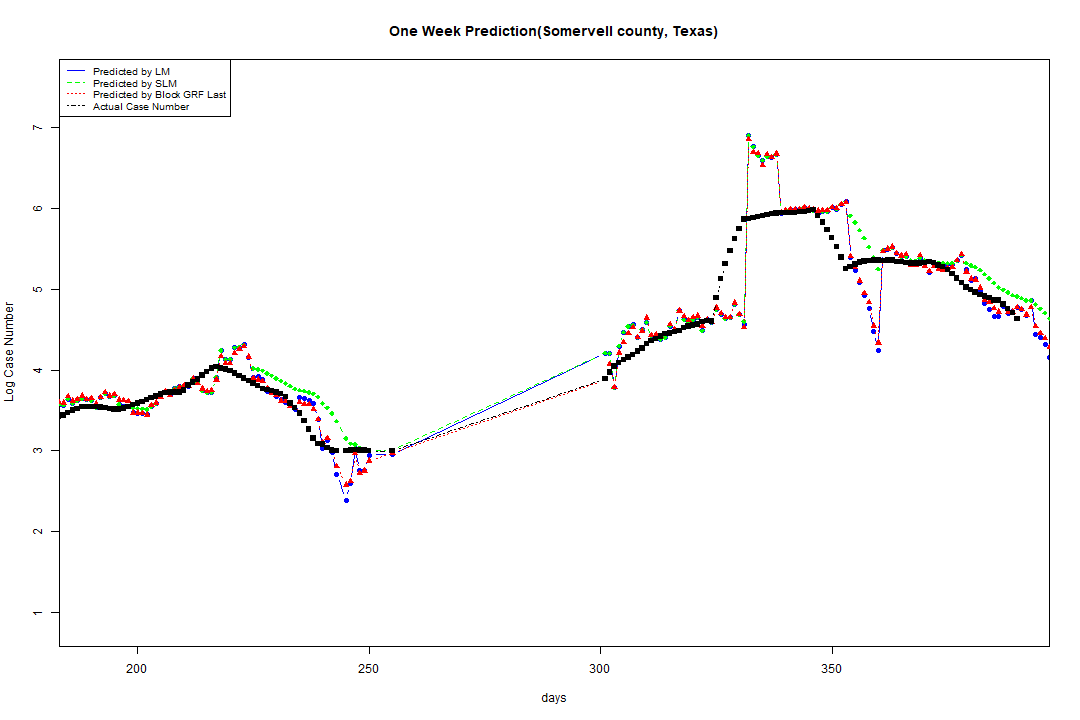 One Week Prediction(Somervell county, Texas)
Predicted by LM
Predicted by SLM
Predicted by Block GRF Last
Actual Case Number
7
6
5
4
3
2
1
Log Case Number
200
250
300
350
days